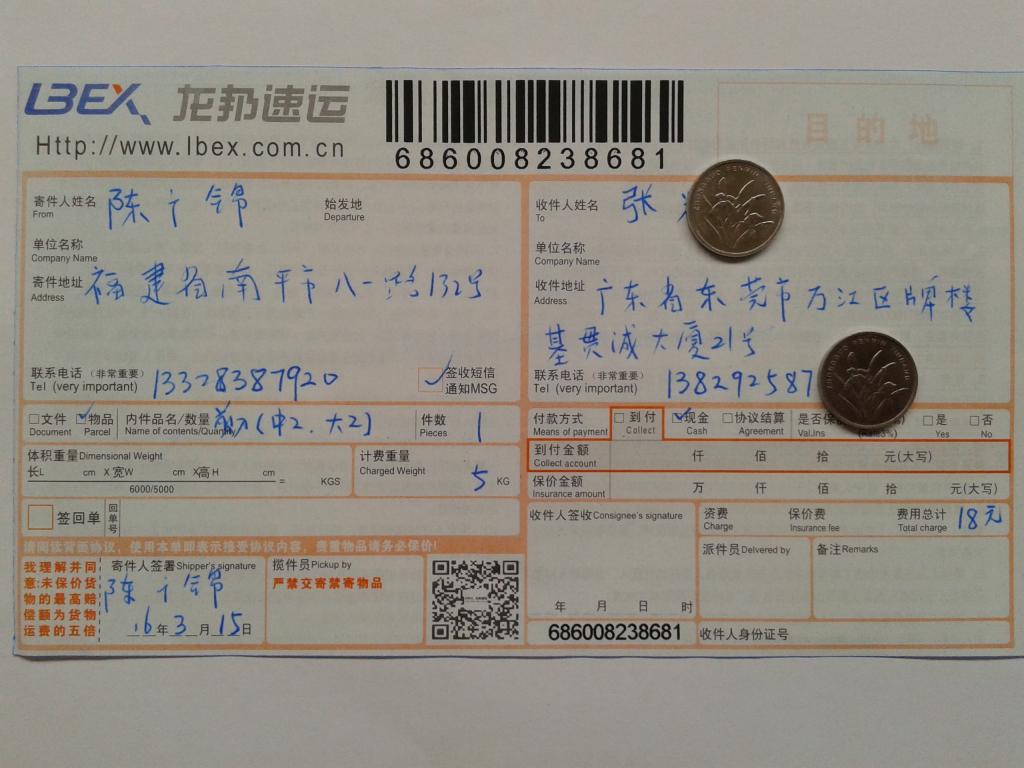 LBEX 龙邦速运
Http://www.lbex.com.cn
686008238681
目的地
寄件人姓名 From 陈广锦 始发地 Departure
单位名称 Company Name
寄件地址 Address 福建省南平市八一路132号
联系电话 (非常重要) Tel (very important) 13328387920 签收短信 通知MSG
文件 Document 物品 Parcel 内件品名/数量 Name of contents/Quantity (中2.大2) 件数 Pieces 1
体积重量 Dimensional Weight
长L cm X 宽W cm X 高H cm = KGS
6000/5000
计费重量 Charged Weight 5 KG
签回单 回单号
请阅读背面协议,使用本单即表示接受协议内容,贵重物品请务必保价!
我理解并同
意:未保价货
物的最高赔
偿额为货物
运费的五倍
寄件人签署 Shipper's signature
陈广锦
16年3月15日
揽件员 Pickup by
严禁交寄禁寄物品
收件人姓名 To 张
单位名称 Company Name
收件地址 Address 广东省东莞市万江区牌楼
基贯诚大厦21号
联系电话 (非常重要) Tel (very important) 138292587
付款方式 Means of payment 到付 Collect 现金 Cash 协议结算 Agreement 是否保 Val.Ins 是 Yes 否 No
到付金额 Collect account 仟 佰 拾 元(大写)
保价金额 Insurance amount 万 仟 佰 拾 元(大写)
收件人签收 Consignee's signature
年 月 日 时
资费 Charge 保价费 Insurance fee 费用总计 Total charge 18元
派件员 Delivered by 备注 Remarks
686008238681 收件人身份证号